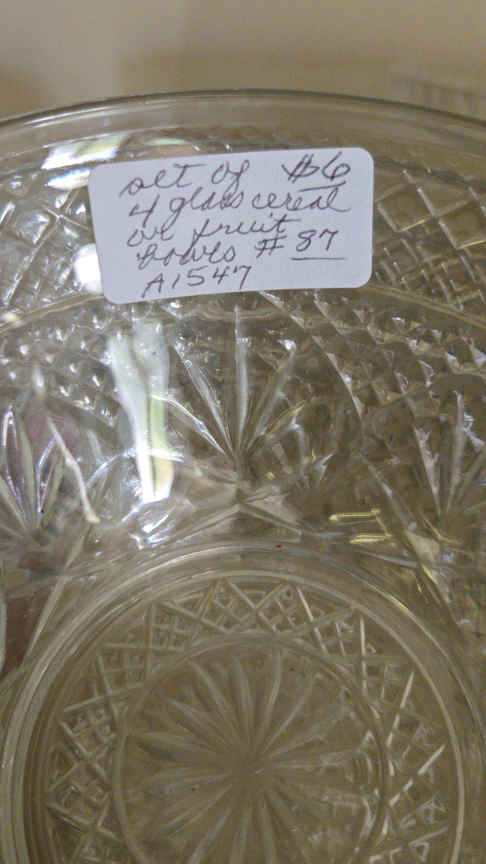 set of $6
4 glass cereal
or fruit
bowls # 87
A1547